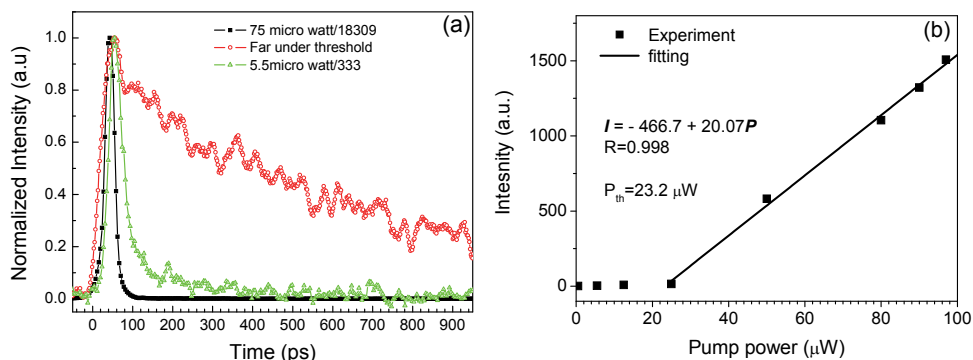 (a)
75 micro watt/18309
Far under threshold
5.5micro watt/333
Normalized Intensity (a.u)
1.0
0.8
0.6
0.4
0.2
0.0
0 100 200 300 400 500 600 700 800 900
Time (ps)
(b)
Experiment
fitting
I = - 466.7 + 20.07P
R=0.998
P_th=23.2 μW
Intesnity (a.u.)
1500
1000
500
0
0 20 40 60 80 100
Pump power (μW)